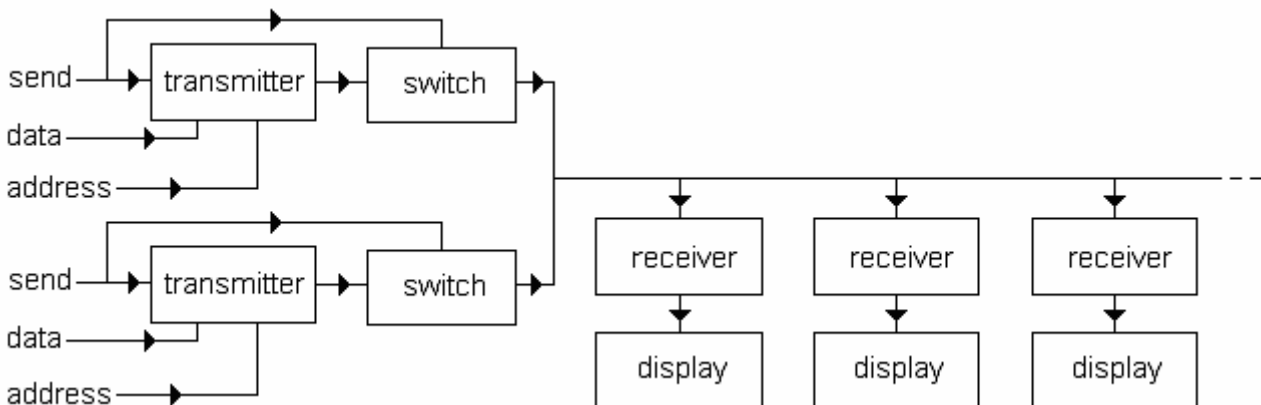 send
transmitter
switch
data
address
send
transmitter
switch
data
address
receiver
receiver
receiver
display
display
display